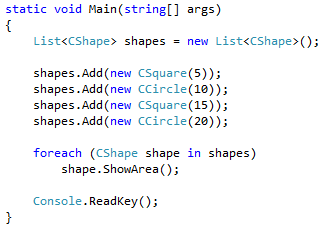 static void Main(string[] args)
{
    List<CShape> shapes = new List<CShape>();

    shapes.Add(new CSquare(5));
    shapes.Add(new CCircle(10));
    shapes.Add(new CSquare(15));
    shapes.Add(new CCircle(20));

    foreach (CShape shape in shapes)
        shape.ShowArea();

    Console.ReadKey();
}